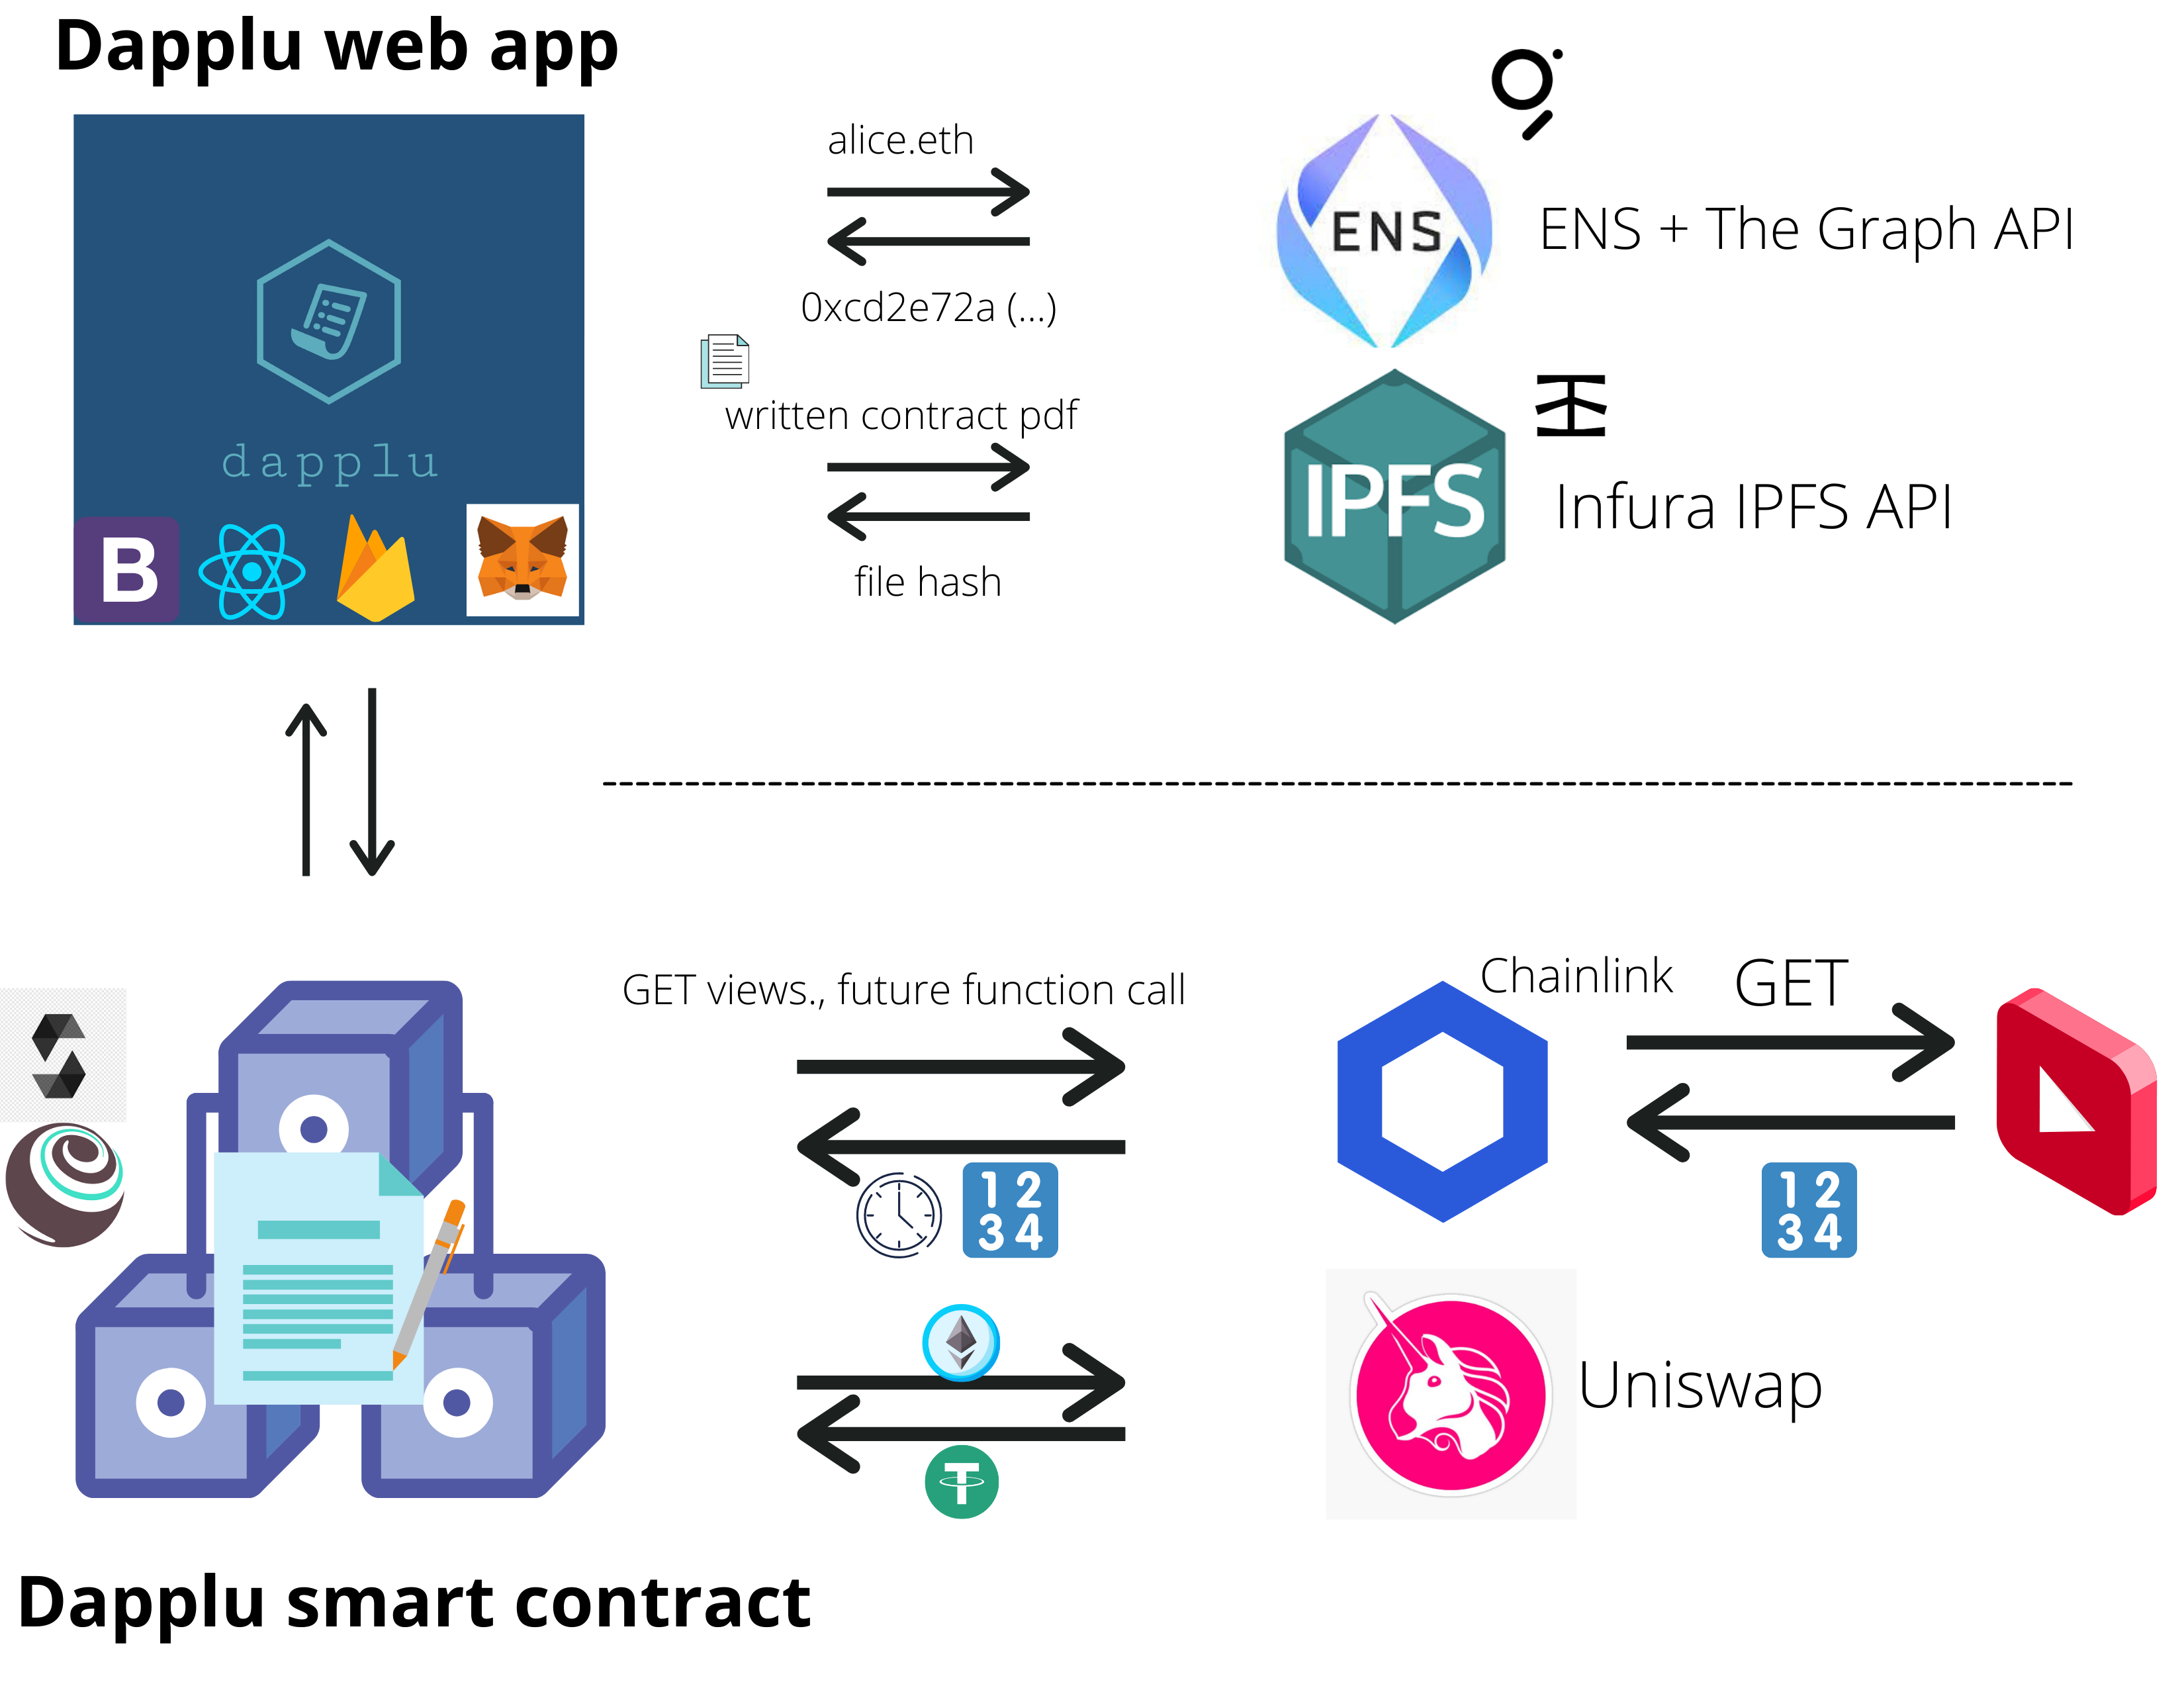 Dapplu web app
alice.eth
0xcd2e72a (...)
ENS
ENS + The Graph API
dapplu
B
written contract pdf
file hash
IPFS
Infura IPFS API
GET views., future function call
Chainlink
GET
1 2
3 4
1 2
3 4
Uniswap
Dapplu smart contract